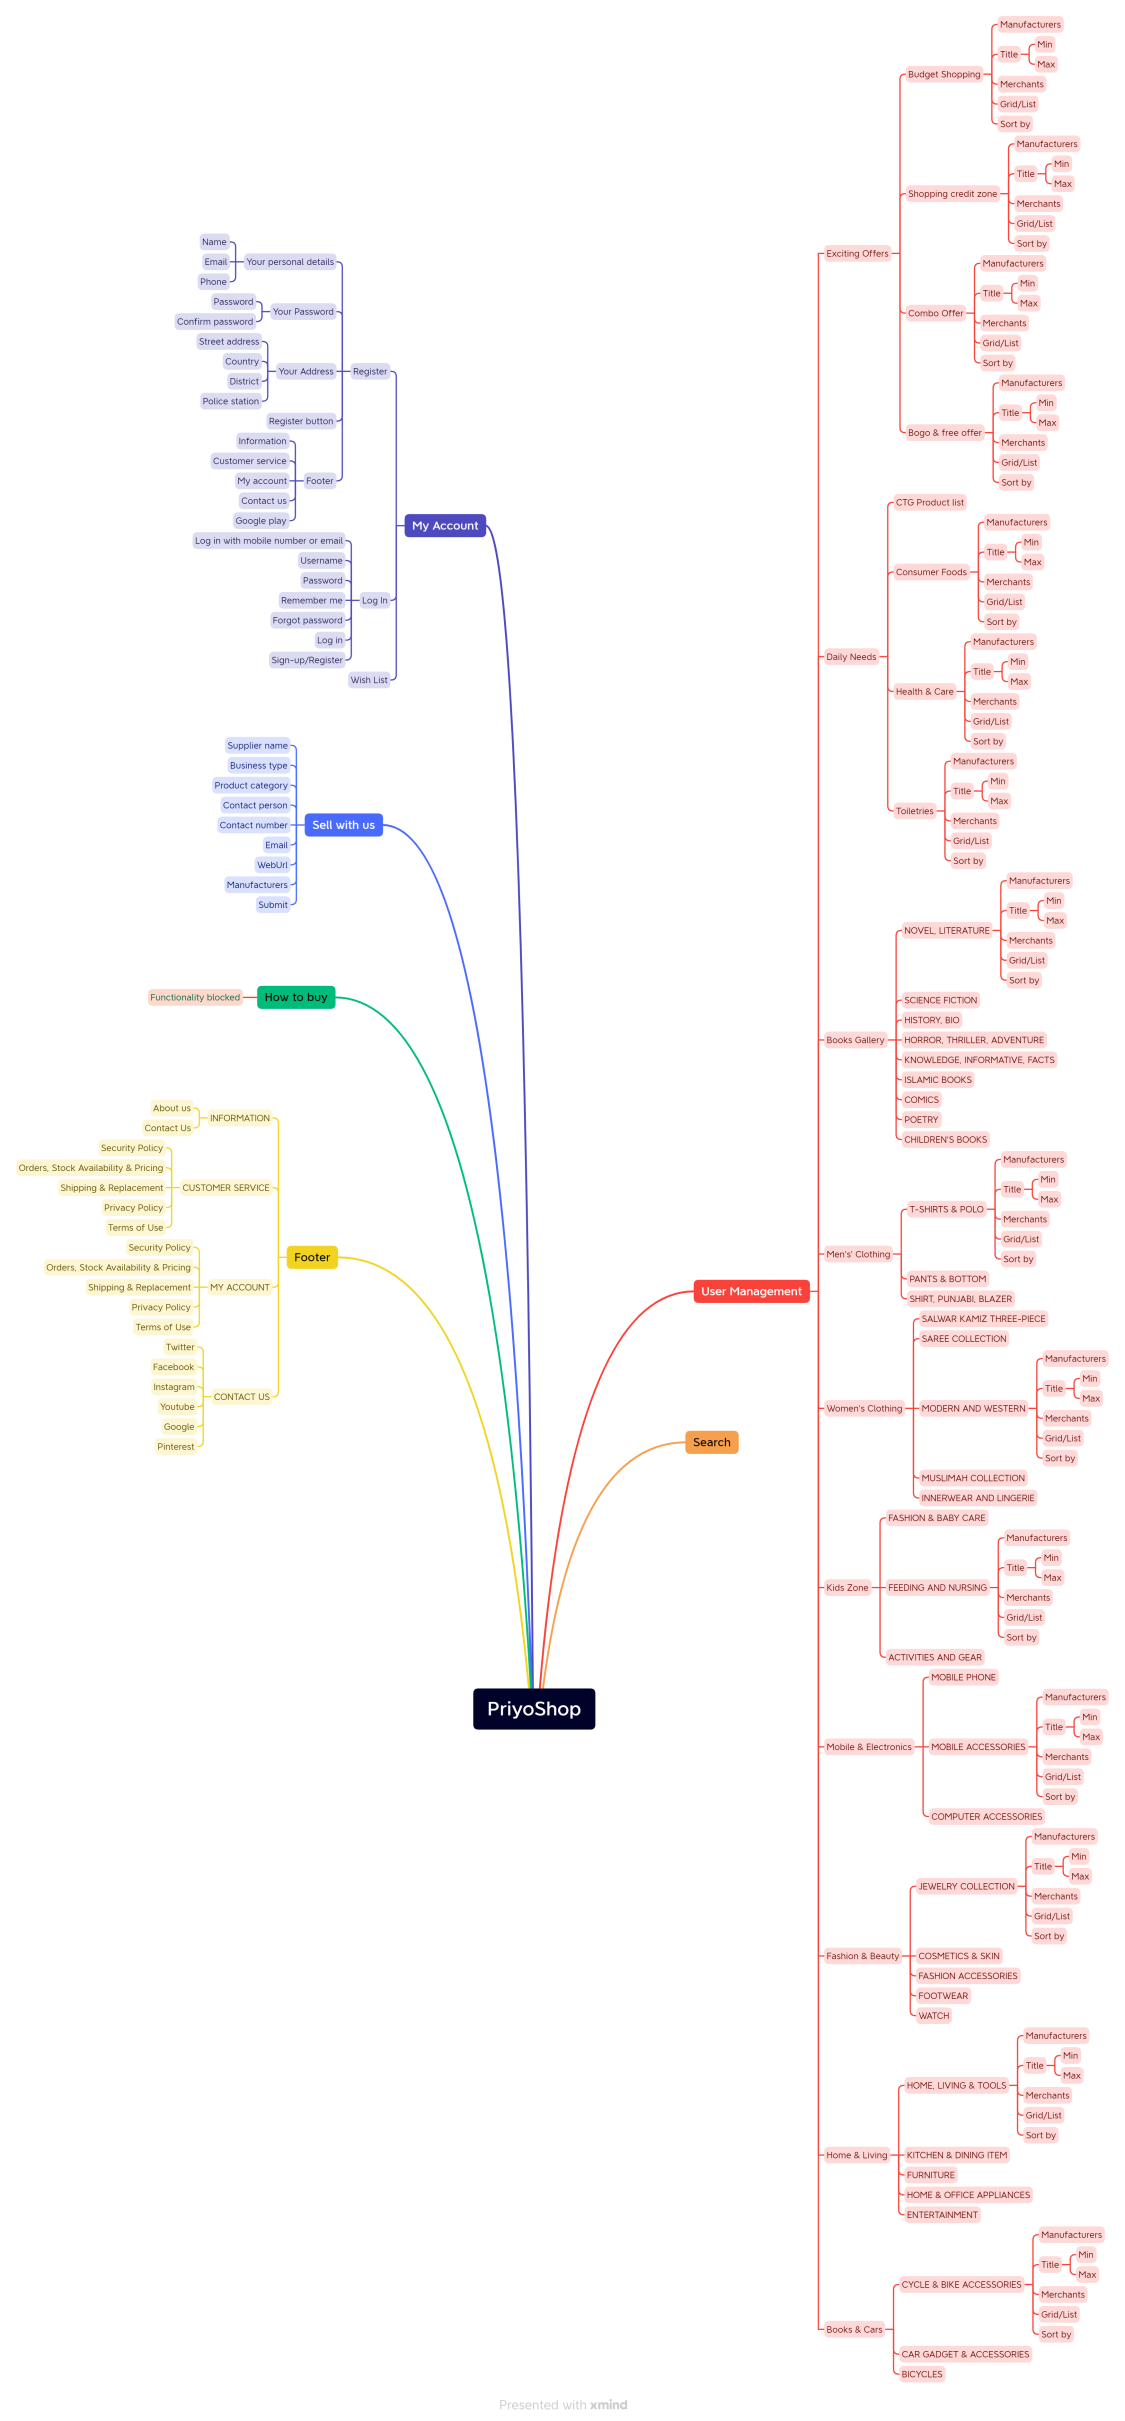 PriyoShop
My Account
Register
Your personal details
Name
Email
Phone
Your Password
Password
Confirm password
Your Address
Street address
Country
District
Police station
Register button
Footer
Information
Customer service
My account
Contact us
Google play
Log In
Log in with mobile number or email
Username
Password
Remember me
Forgot password
Log in
Sign-up/Register
Wish List
Sell with us
Supplier name
Business type
Product category
Contact person
Contact number
Email
WebUrl
Manufacturers
Submit
How to buy
Functionality blocked
Footer
INFORMATION
About us
Contact Us
CUSTOMER SERVICE
Security Policy
Orders, Stock Availability & Pricing
Shipping & Replacement
Privacy Policy
Terms of Use
MY ACCOUNT
Security Policy
Orders, Stock Availability & Pricing
Shipping & Replacement
Privacy Policy
Terms of Use
CONTACT US
Twitter
Facebook
Instagram
Youtube
Google
Pinterest
User Management
Exciting Offers
Budget Shopping
Manufacturers
Title
Min
Max
Merchants
Grid/List
Sort by
Shopping credit zone
Manufacturers
Title
Min
Max
Merchants
Grid/List
Sort by
Combo Offer
Manufacturers
Title
Min
Max
Merchants
Grid/List
Sort by
Bogo & free offer
Manufacturers
Title
Min
Max
Merchants
Grid/List
Sort by
Daily Needs
CTG Product list
Consumer Foods
Manufacturers
Title
Min
Max
Merchants
Grid/List
Sort by
Health & Care
Manufacturers
Title
Min
Max
Merchants
Grid/List
Sort by
Toiletries
Manufacturers
Title
Min
Max
Merchants
Grid/List
Sort by
Books Gallery
NOVEL, LITERATURE
Manufacturers
Title
Min
Max
Merchants
Grid/List
Sort by
SCIENCE FICTION
HISTORY, BIO
HORROR, THRILLER, ADVENTURE
KNOWLEDGE, INFORMATIVE, FACTS
ISLAMIC BOOKS
COMICS
POETRY
CHILDREN'S BOOKS
Men's' Clothing
T-SHIRTS & POLO
Manufacturers
Title
Min
Max
Merchants
Grid/List
Sort by
PANTS & BOTTOM
SHIRT, PUNJABI, BLAZER
Women's Clothing
SALWAR KAMIZ THREE-PIECE
SAREE COLLECTION
MODERN AND WESTERN
Manufacturers
Title
Min
Max
Merchants
Grid/List
Sort by
MUSLIMAH COLLECTION
INNERWEAR AND LINGERIE
Kids Zone
FASHION & BABY CARE
FEEDING AND NURSING
Manufacturers
Title
Min
Max
Merchants
Grid/List
Sort by
ACTIVITIES AND GEAR
Mobile & Electronics
MOBILE PHONE
MOBILE ACCESSORIES
Manufacturers
Title
Min
Max
Merchants
Grid/List
Sort by
COMPUTER ACCESSORIES
Fashion & Beauty
JEWELRY COLLECTION
Manufacturers
Title
Min
Max
Merchants
Grid/List
Sort by
COSMETICS & SKIN
FASHION ACCESSORIES
FOOTWEAR
WATCH
Home & Living
HOME, LIVING & TOOLS
Manufacturers
Title
Min
Max
Merchants
Grid/List
Sort by
KITCHEN & DINING ITEM
FURNITURE
HOME & OFFICE APPLIANCES
ENTERTAINMENT
Books & Cars
CYCLE & BIKE ACCESSORIES
Manufacturers
Title
Min
Max
Merchants
Grid/List
Sort by
CAR GADGET & ACCESSORIES
BICYCLES
Search
Presented with xmind